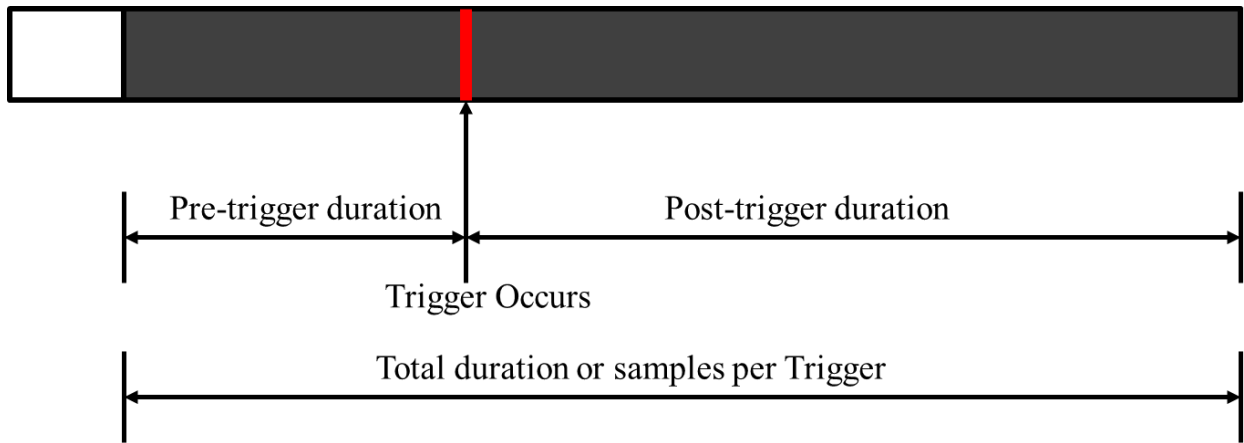 Pre-trigger duration
Post-trigger duration
Trigger Occurs
Total duration or samples per Trigger